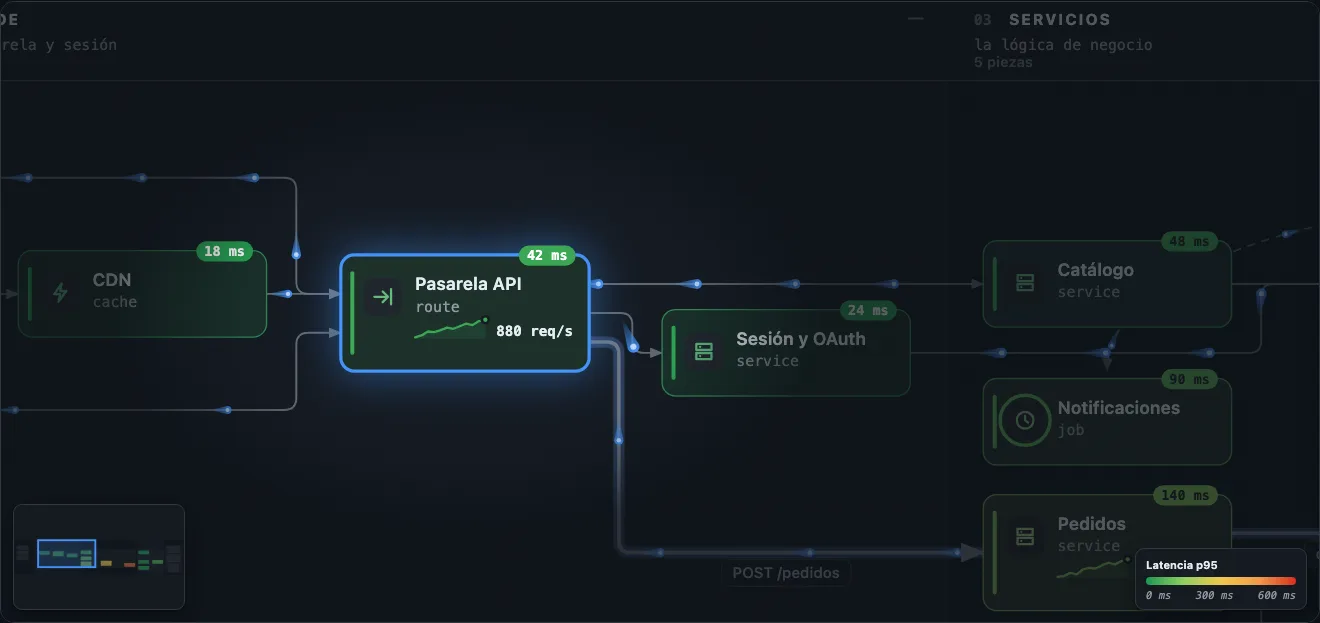 DE
rela y sesión
03 SERVICIOS
la lógica de negocio
5 piezas
18 ms
CDN
cache
42 ms
Pasarela API
route
880 req/s
24 ms
Sesión y OAuth
service
48 ms
Catálogo
service
90 ms
Notificaciones
job
140 ms
Pedidos
service
POST /pedidos
Latencia p95
0 ms 300 ms 600 ms